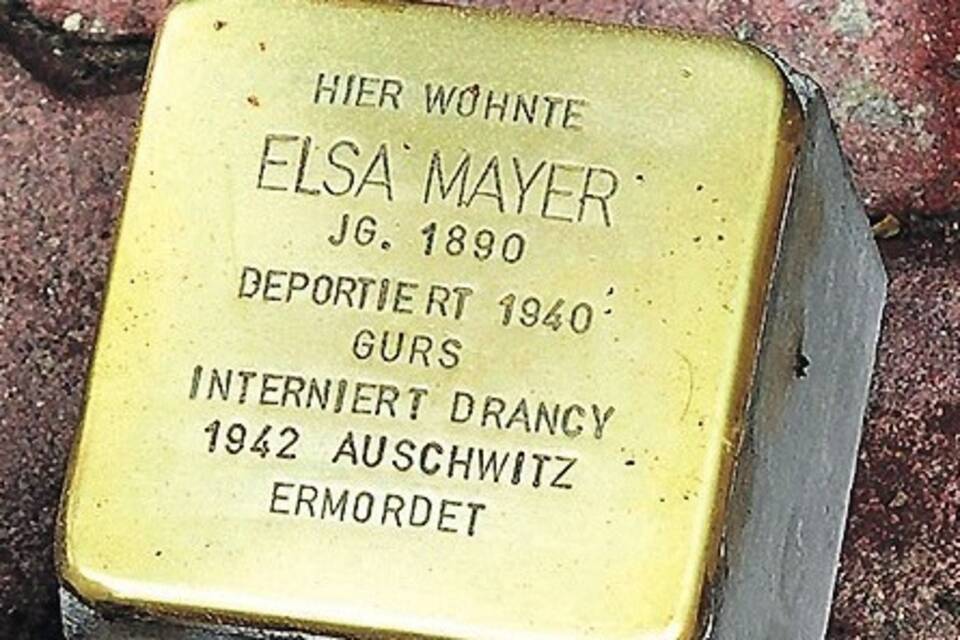 HIER WOHNTE
ELSA MAYER
JG. 1890
DEPORTIERT 1940
GURS
INTERNIERT DRANCY
1942 AUSCHWITZ
ERMORDET